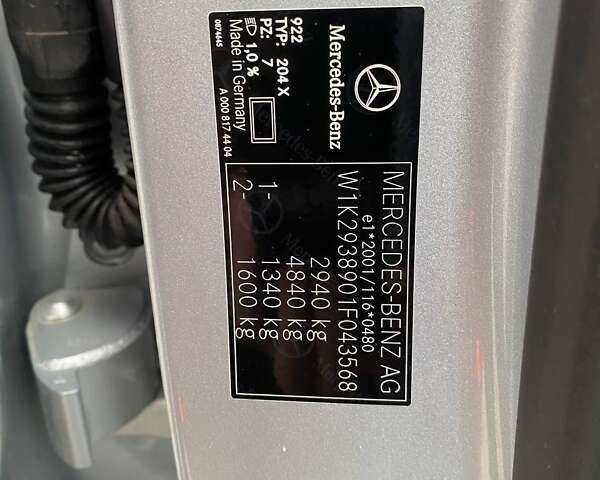 Mercedes-Benz
922
TYP: 204 X
PZ: 7
1,0 %
Made in Germany
0874445
A 000 817 44 04
MERCEDES-BENZ AG
e1*2001/116*0480
W1K2938901F043568
2940 kg
4840 kg
1- 1340 kg
2- 1600 kg